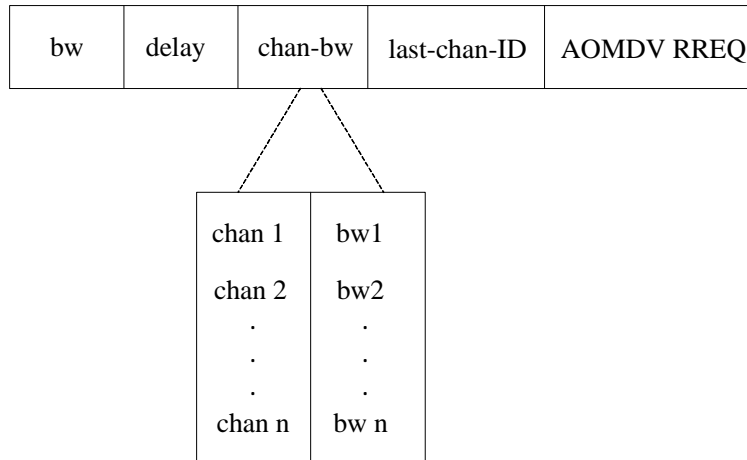 bw delay chan-bw last-chan-ID AOMDV RREQ
chan 1 bw1
chan 2 bw2
. .
. .
. .
chan n bw n